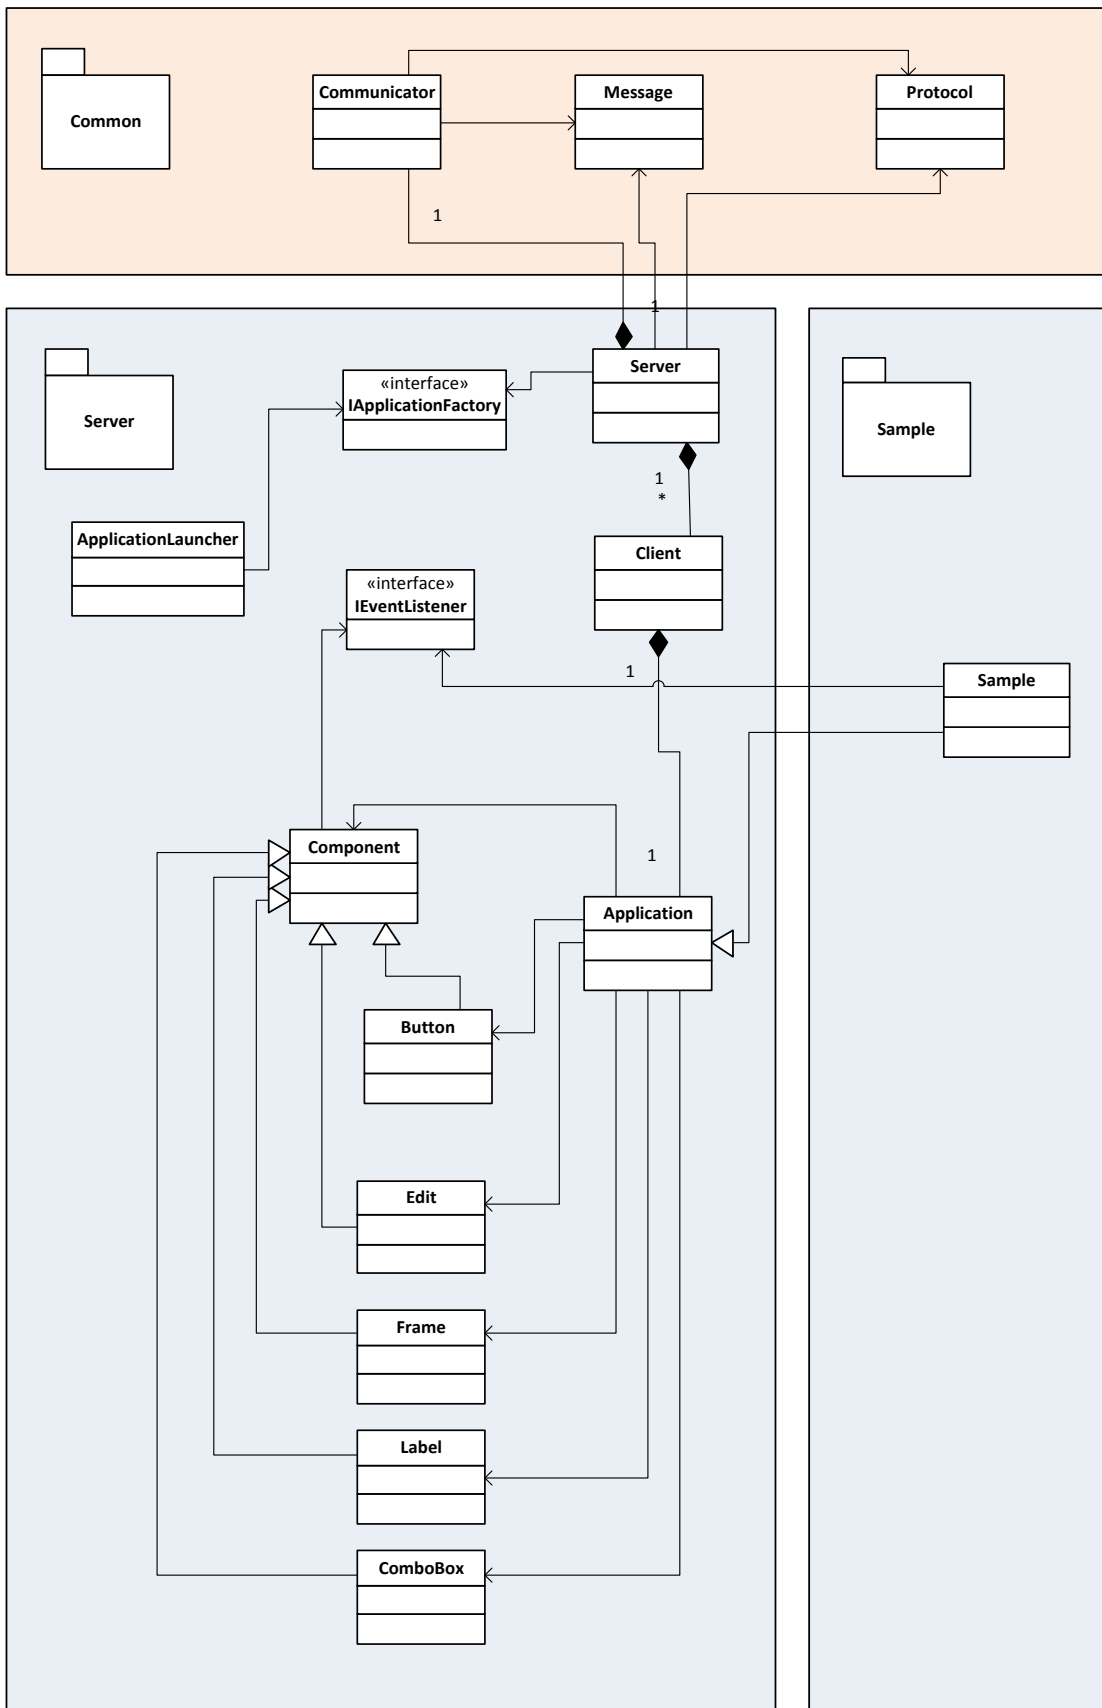 Communicator
Message
Protocol
Common
1
1
Server
«interface»
IApplicationFactory
Server
Sample
1
*
ApplicationLauncher
Client
«interface»
IEventListener
1
Sample
Component
1
Application
Button
Edit
Frame
Label
ComboBox